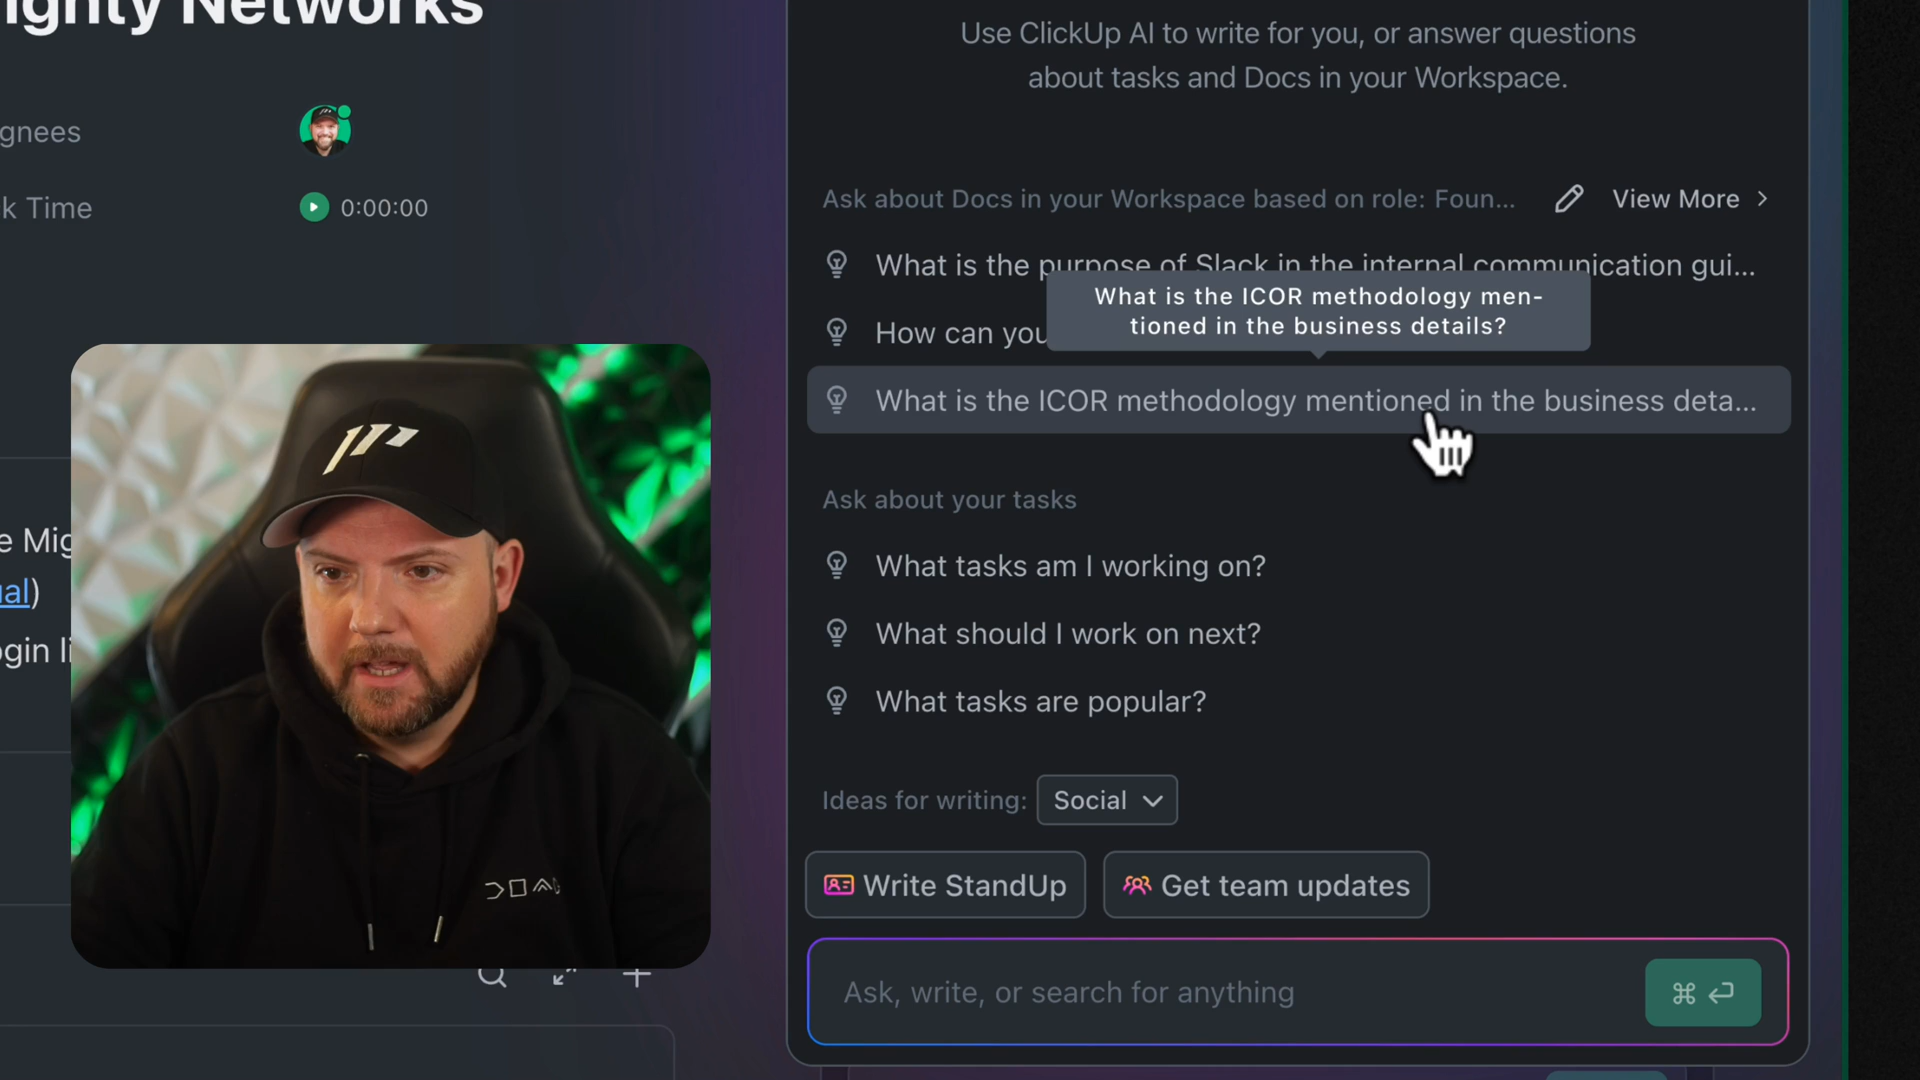 Networks
Use ClickUp AI to write for you, or answer questions
about tasks and Docs in your Workspace.
Time
0:00:00
Ask about Docs in your Workspace based on role: Foun...
View More
What is the purpose of Slack in the internal communication gui...
What is the ICOR methodology men-
tioned in the business details?
How can you
What is the ICOR methodology mentioned in the business deta...
Ask about your tasks
What tasks am I working on?
What should I work on next?
What tasks are popular?
Ideas for writing:
Social
Write StandUp
Get team updates
Ask, write, or search for anything